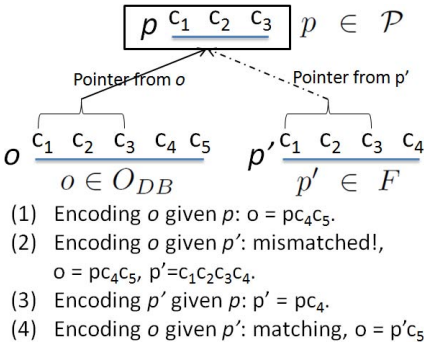 p c₁ c₂ c₃ p ∈ 𝒫
Pointer from o Pointer from p'
o c₁ c₂ c₃ c₄ c₅ p' c₁ c₂ c₃ c₄
o ∈ O_DB p' ∈ F
(1) Encoding o given p: o = pc₄c₅.
(2) Encoding o given p': mismatched!,
o = pc₄c₅, p'=c₁c₂c₃c₄.
(3) Encoding p' given p: p' = pc₄.
(4) Encoding o given p': matching, o = p'c₅